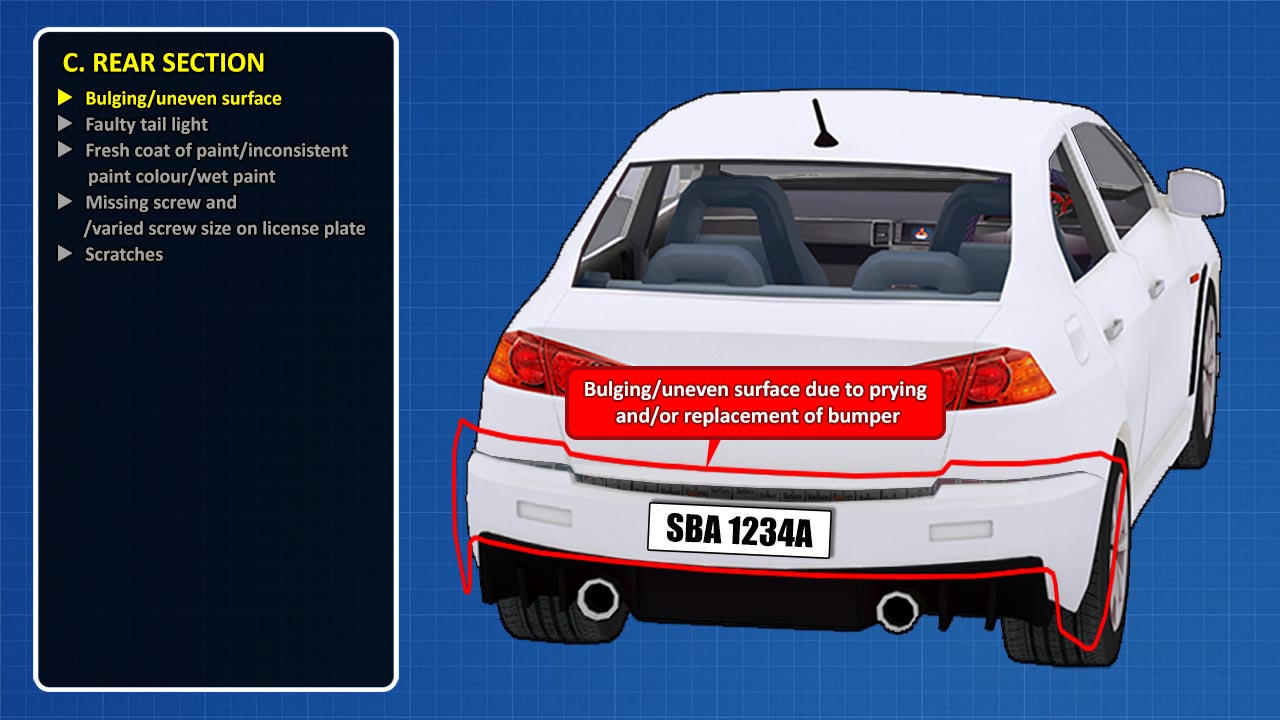 C. REAR SECTION
Bulging/uneven surface
Faulty tail light
Fresh coat of paint/inconsistent
paint colour/wet paint
Missing screw and
/varied screw size on license plate
Scratches
Bulging/uneven surface due to prying
and/or replacement of bumper
SBA 1234A